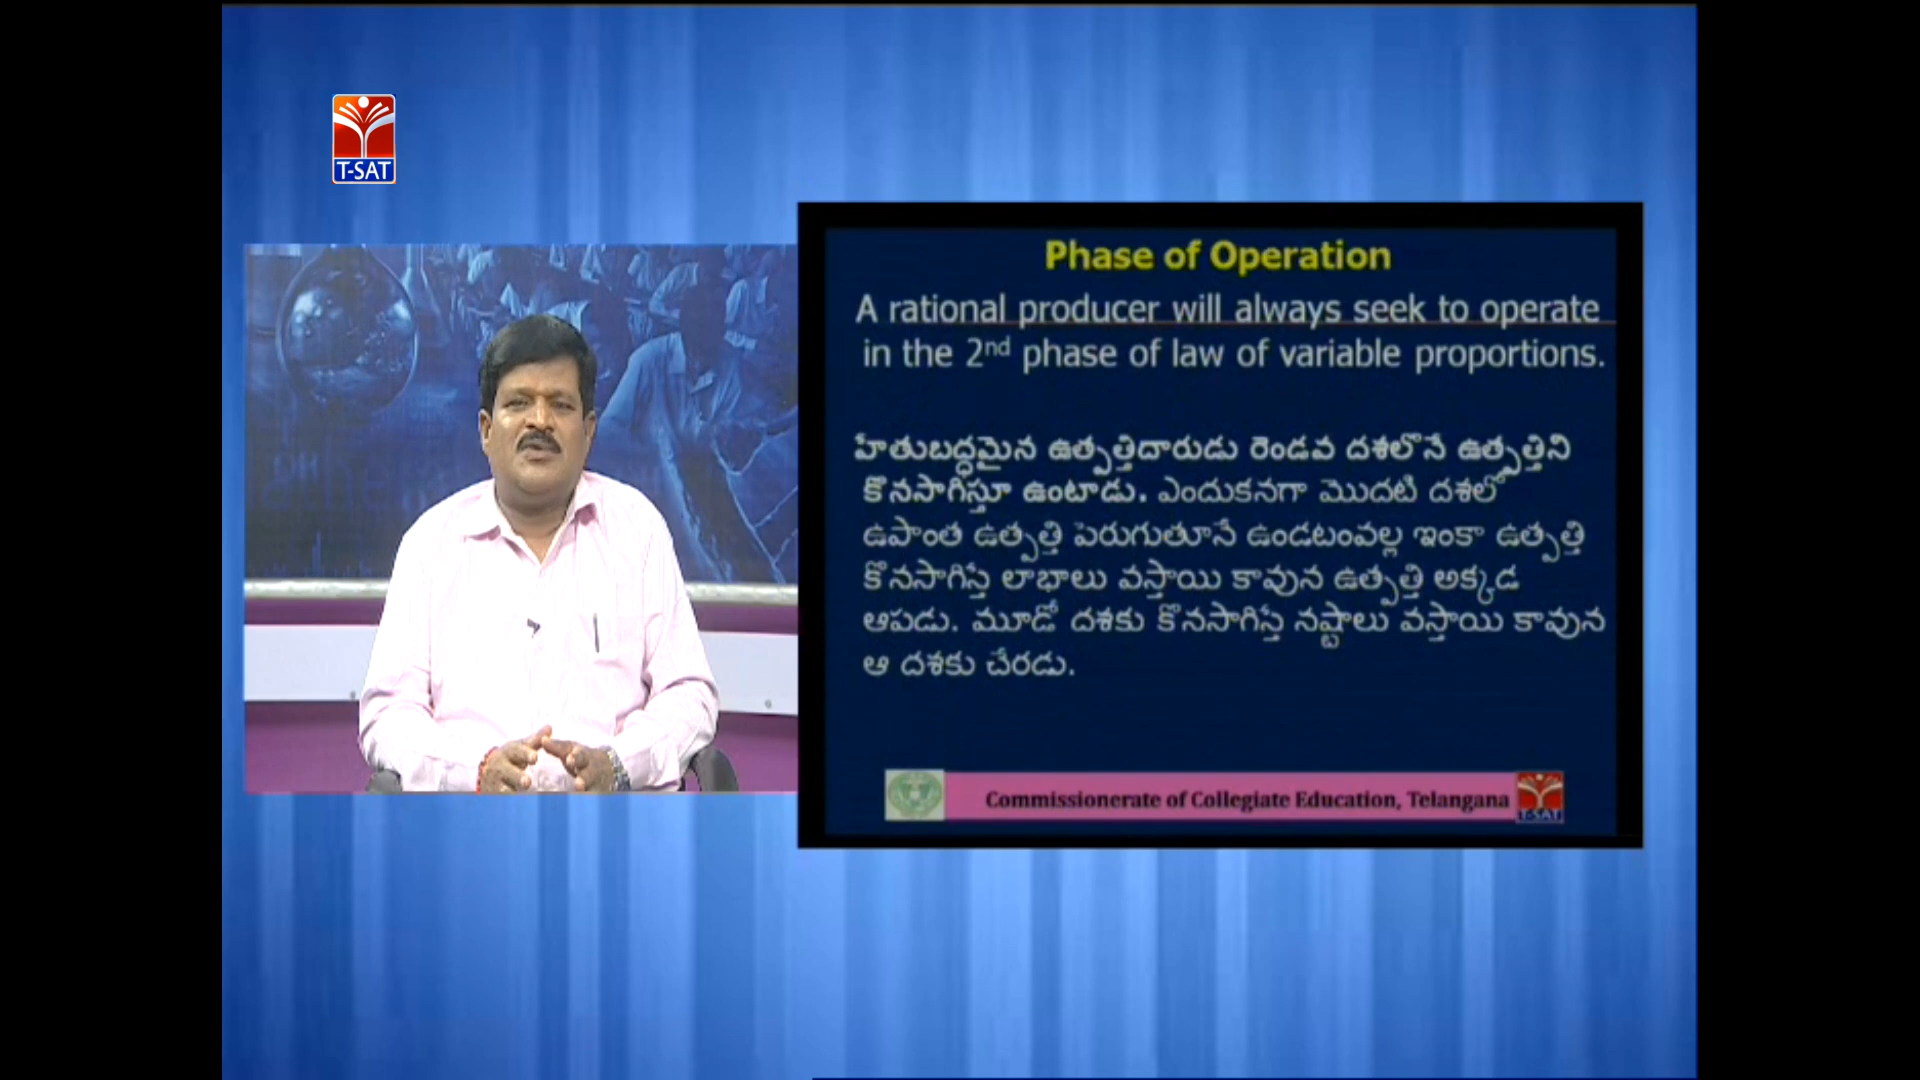 T-SAT
Phase of Operation
A rational producer will always seek to operate
in the 2nd phase of law of variable proportions.
హేతుబద్ధమైన ఉత్పత్తిదారుడు రెండవ దశలొనే ఉత్పత్తిని
కొనసాగిస్తూ ఉంటాడు. ఎందుకనగా మొదటి దశలో
ఉపాంత ఉత్పత్తి పెరుగుతూనే ఉండటంవల్ల ఇంకా ఉత్పత్తి
కొనసాగిస్తే లాభాలు వస్తాయి కావున ఉత్పత్తి అక్కడ
ఆపడు. మూడో దశకు కొనసాగిస్తే నష్టాలు వస్తాయి కావున
ఆ దశకు చేరడు.
Commissionerate of Collegiate Education, Telangana
T-SAT